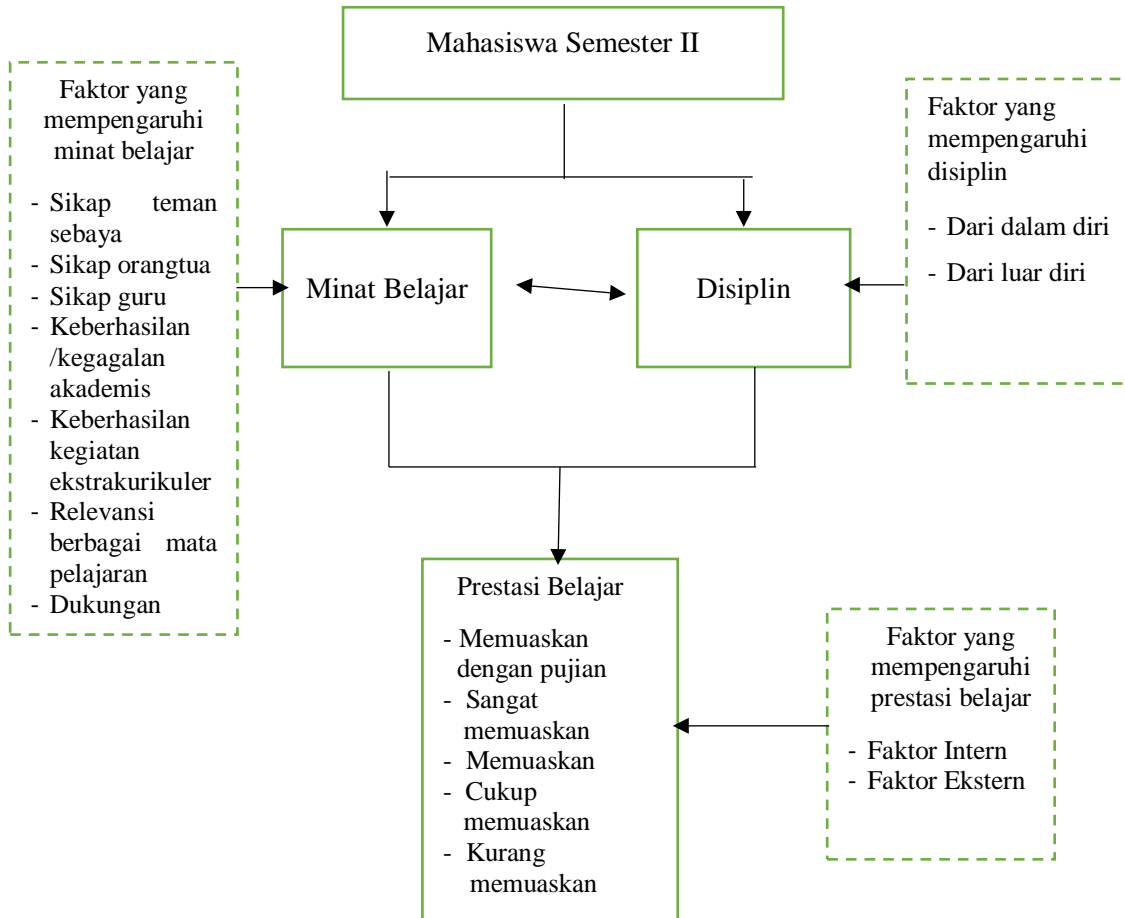 Mahasiswa Semester II
Faktor yang
mempengaruhi
minat belajar
- Sikap teman
sebaya
- Sikap orangtua
- Sikap guru
- Keberhasilan
/kegagalan
akademis
- Keberhasilan
kegiatan
ekstrakurikuler
- Relevansi
berbagai mata
pelajaran
- Dukungan
Minat Belajar
Disiplin
Faktor yang
mempengaruhi
disiplin
- Dari dalam diri
- Dari luar diri
Prestasi Belajar
- Memuaskan
dengan pujian
- Sangat
memuaskan
- Memuaskan
- Cukup
memuaskan
- Kurang
memuaskan
Faktor yang
mempengaruhi
prestasi belajar
- Faktor Intern
- Faktor Ekstern